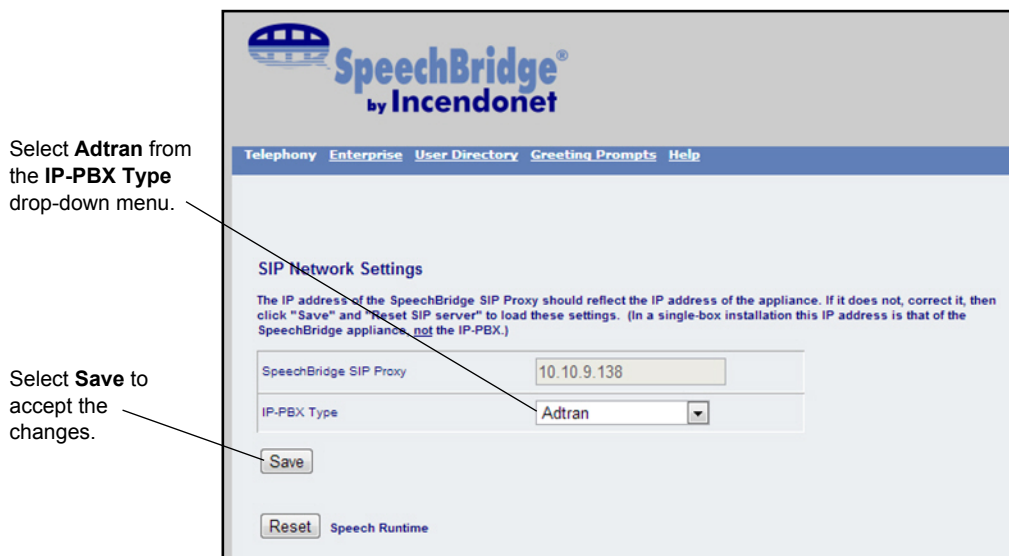 SpeechBridge®
by Incendonet
Telephony Enterprise User Directory Greeting Prompts Help
Select Adtran from
the IP-PBX Type
drop-down menu.
SIP Network Settings
The IP address of the SpeechBridge SIP Proxy should reflect the IP address of the appliance. If it does not, correct it, then
click "Save" and "Reset SIP server" to load these settings. (In a single-box installation this IP address is that of the
SpeechBridge appliance, not the IP-PBX.)
SpeechBridge SIP Proxy 10.10.9.138
IP-PBX Type Adtran
Select Save to
accept the
changes.
Save
Reset Speech Runtime